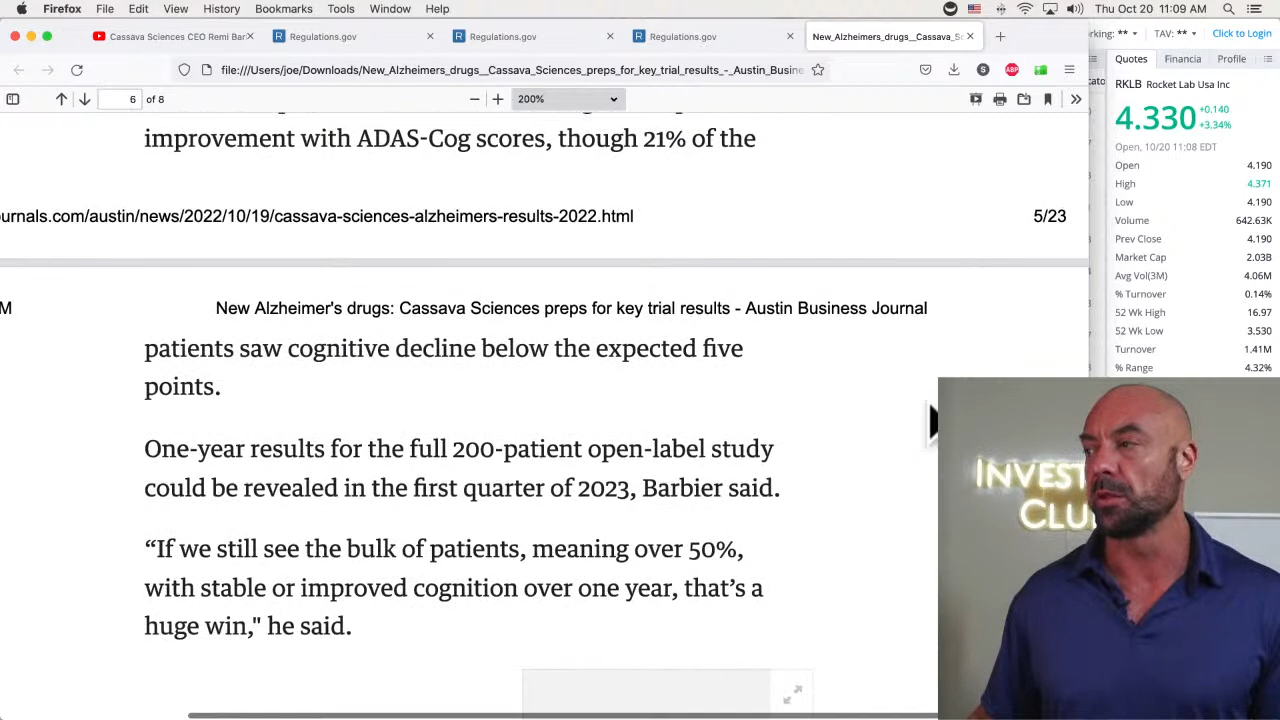 Firefox File Edit View History Bookmarks Tools Window Help
Thu Oct 20 11:09 AM
Cassava Sciences CEO Remi Bar
Regulations.gov
Regulations.gov
Regulations.gov
New_Alzheimers_drugs__Cassava_Sc
rking: ** TAV: ** Click to Login
file:///Users/joe/Downloads/New_Alzheimers_drugs__Cassava_Sciences_preps_for_key_trial_results_-_Austin_Busine
ABP
6 of 8
200%
Quotes Financia Profile
RKLB Rocket Lab Usa Inc
4.330 +0.140
+3.34%
Open, 10/20 11:08 EDT
Open 4.190
High 4.371
Low 4.190
Volume 642.63K
Prev Close 4.190
Market Cap 2.03B
Avg Vol(3M) 4.06M
% Turnover 0.14%
52 Wk High 16.97
52 Wk Low 3.530
Turnover 1.41M
% Range 4.32%
improvement with ADAS-Cog scores, though 21% of the
urnals.com/austin/news/2022/10/19/cassava-sciences-alzheimers-results-2022.html 5/23
M New Alzheimer's drugs: Cassava Sciences preps for key trial results - Austin Business Journal
patients saw cognitive decline below the expected five
points.
One-year results for the full 200-patient open-label study
could be revealed in the first quarter of 2023, Barbier said.
“If we still see the bulk of patients, meaning over 50%,
with stable or improved cognition over one year, that’s a
huge win," he said.
INVEST
CLU